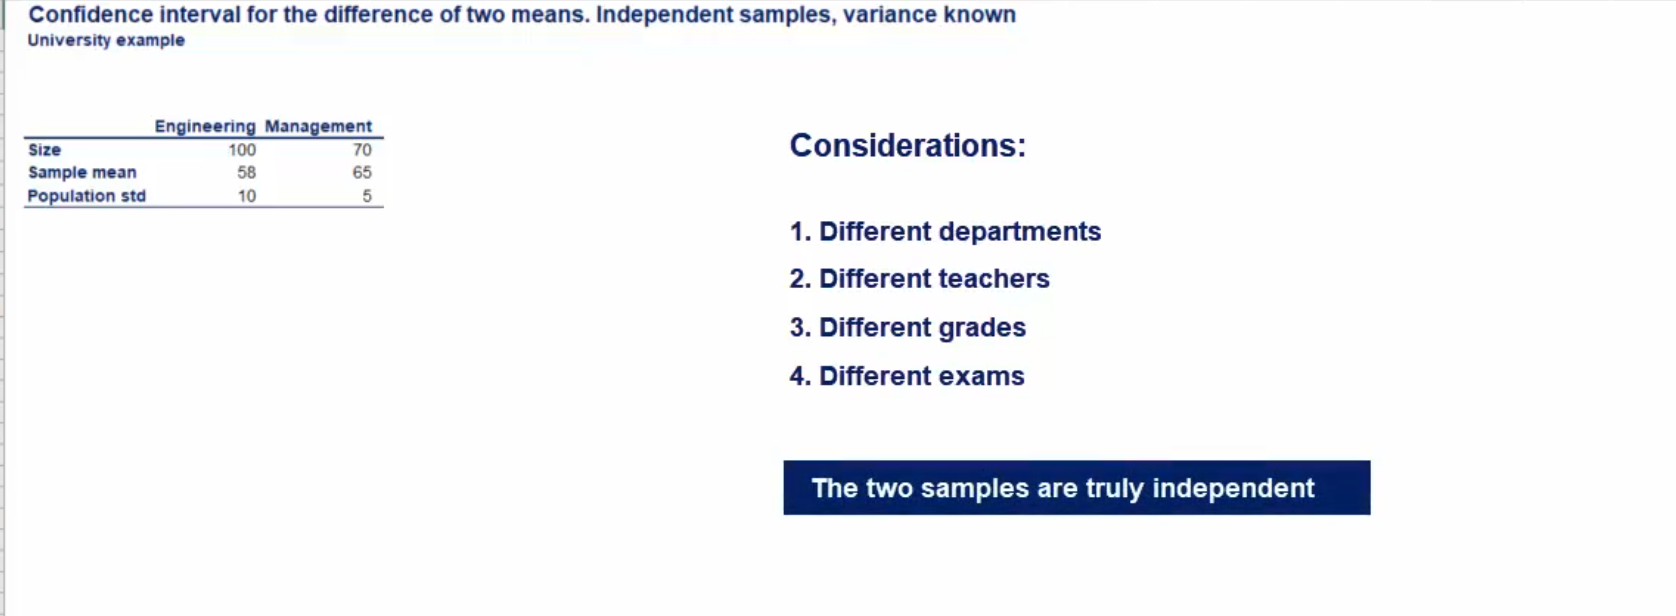 Confidence interval for the difference of two means. Independent samples, variance known
University example
Engineering Management
Size 100 70
Sample mean 58 65
Population std 10 5
Considerations:
1. Different departments
2. Different teachers
3. Different grades
4. Different exams
The two samples are truly independent